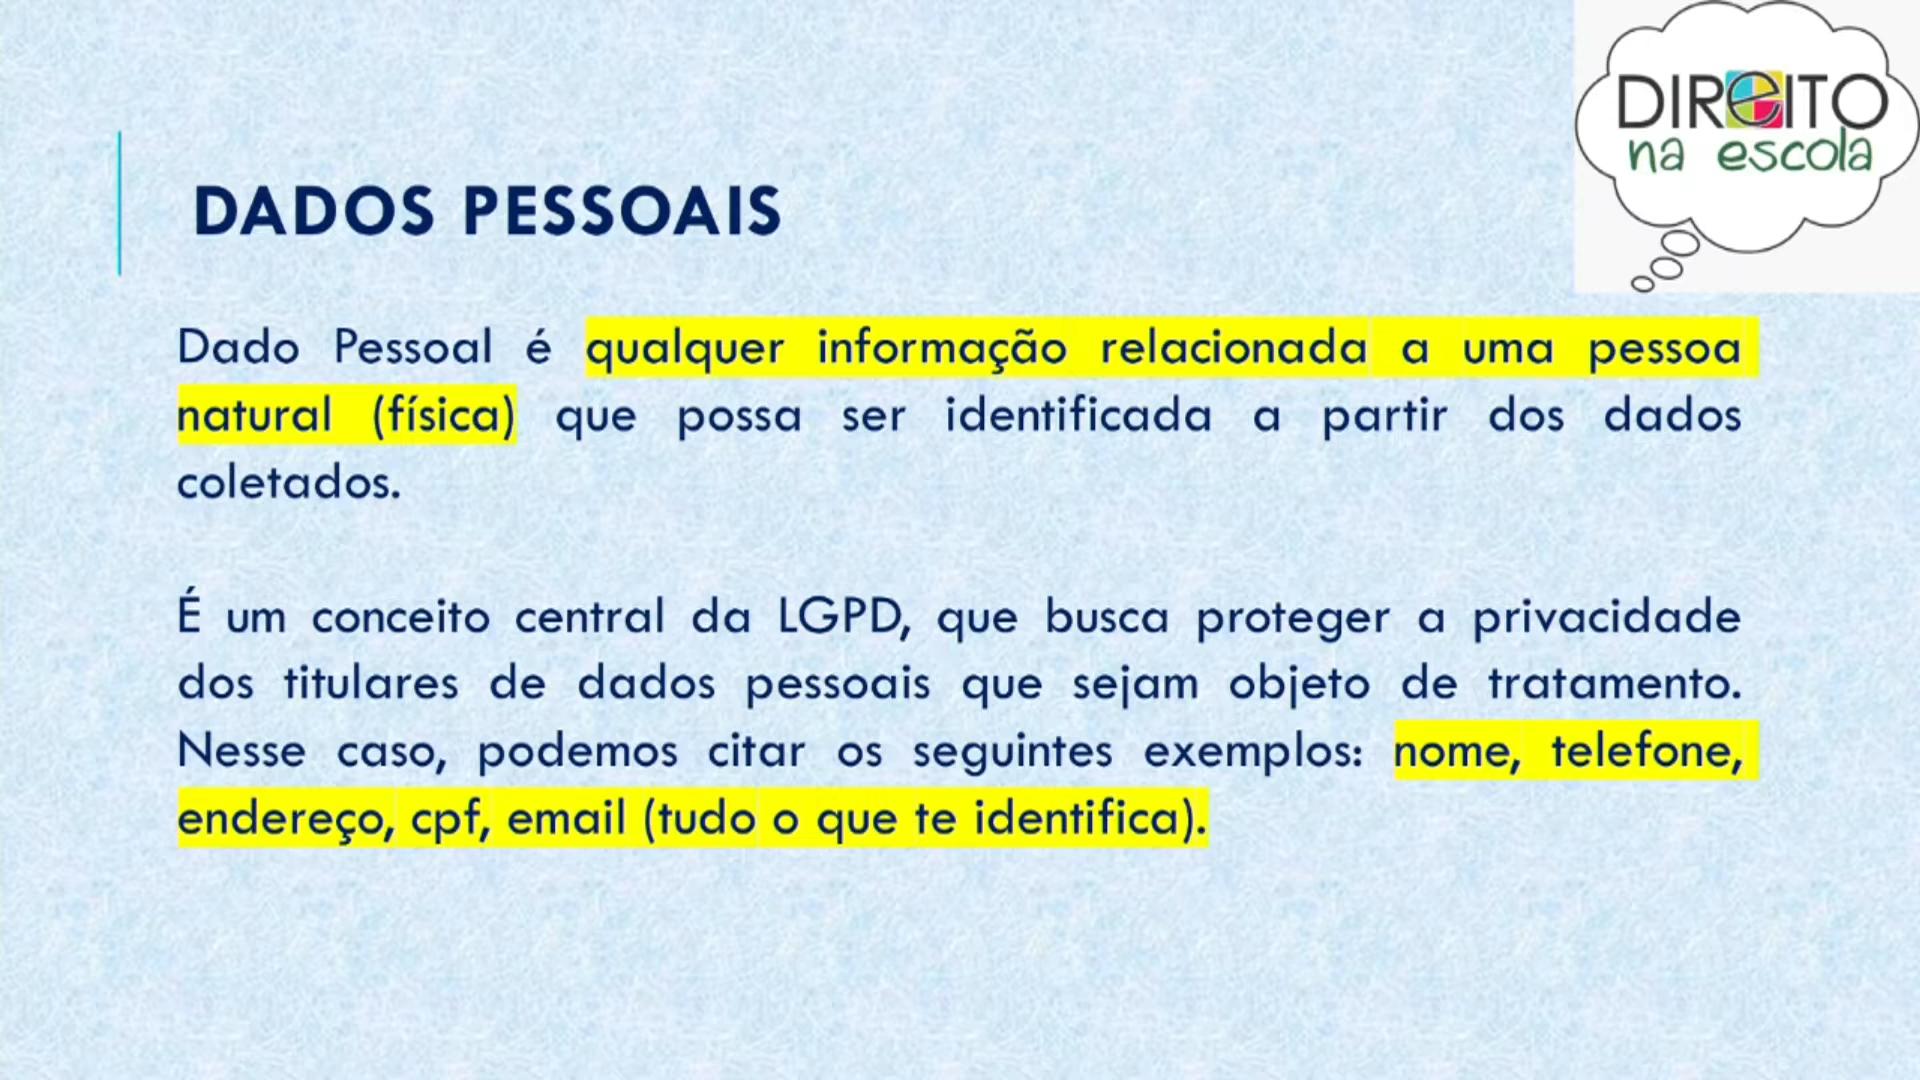 DIREITO
na escola
DADOS PESSOAIS
Dado Pessoal é qualquer informação relacionada a uma pessoa
natural (física) que possa ser identificada a partir dos dados
coletados.
É um conceito central da LGPD, que busca proteger a privacidade
dos titulares de dados pessoais que sejam objeto de tratamento.
Nesse caso, podemos citar os seguintes exemplos: nome, telefone,
endereço, cpf, email (tudo o que te identifica).